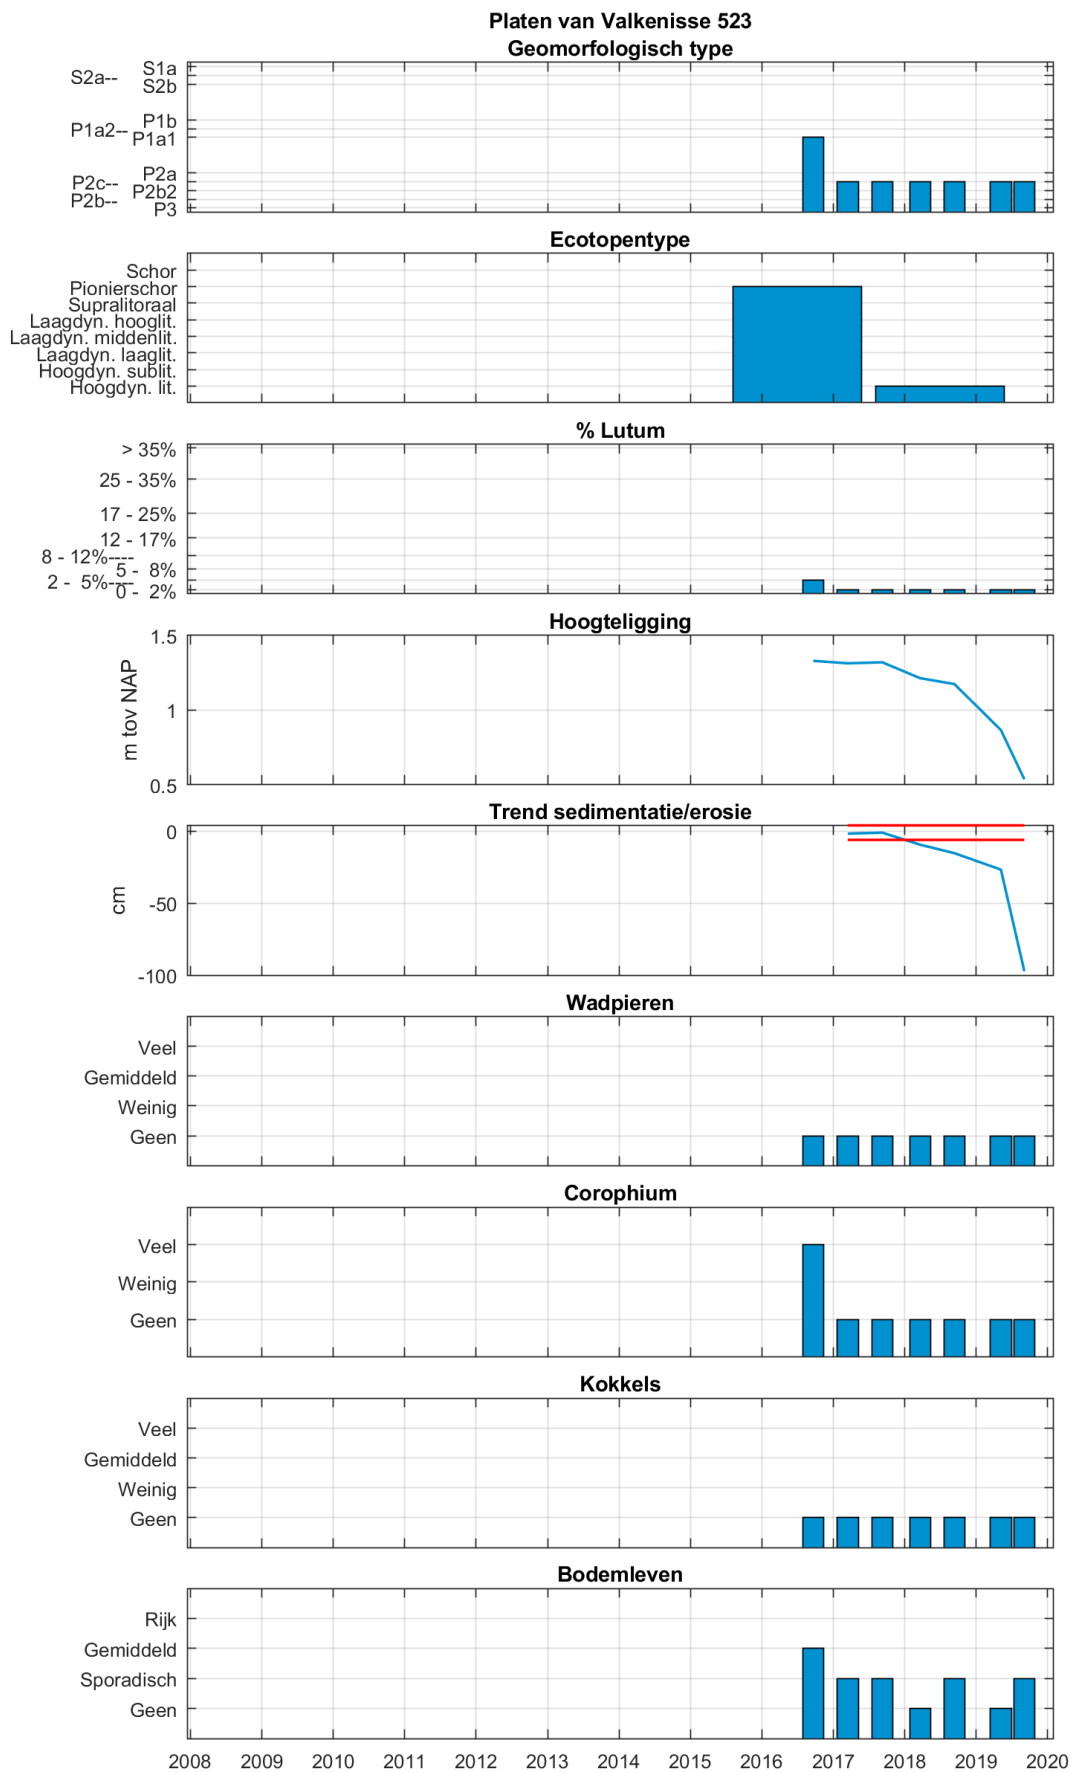 Platen van Valkenisse 523
Geomorfologisch type
S1a
S2a--
S2b
P1b
P1a2--
P1a1
P2a
P2c--
P2b2
P2b--
P3
Ecotopentype
Schor
Pionierschor
Supralitoraal
Laagdyn. hooglit.
Laagdyn. middenlit.
Laagdyn. laaglit.
Hoogdyn. sublit.
Hoogdyn. lit.
% Lutum
> 35%
25 - 35%
17 - 25%
12 - 17%
8 - 12%----
5 - 8%
2 - 5%----
0 - 2%
Hoogteligging
1.5
1
0.5
m tov NAP
Trend sedimentatie/erosie
0
-50
-100
cm
Wadpieren
Veel
Gemiddeld
Weinig
Geen
Corophium
Veel
Weinig
Geen
Kokkels
Veel
Gemiddeld
Weinig
Geen
Bodemleven
Rijk
Gemiddeld
Sporadisch
Geen
2008 2009 2010 2011 2012 2013 2014 2015 2016 2017 2018 2019 2020